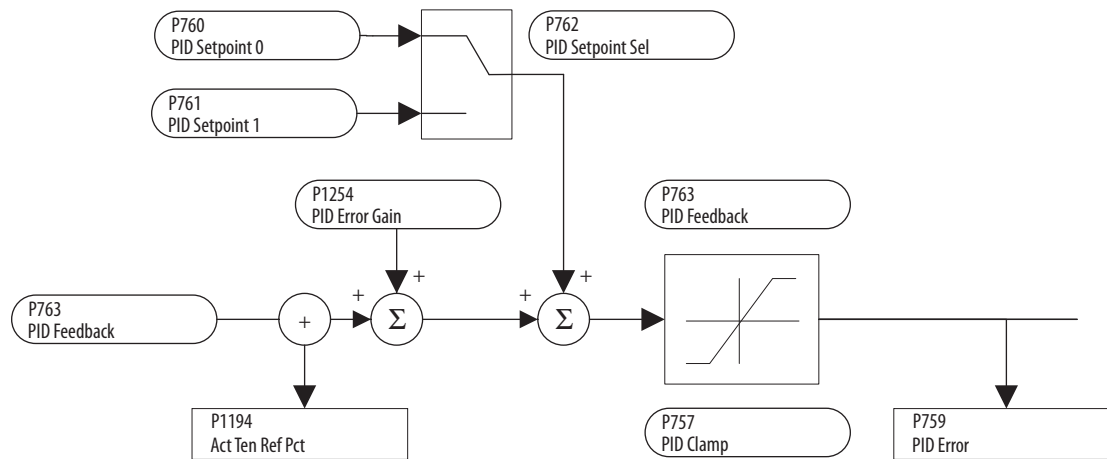 P760
PID Setpoint 0
P762
PID Setpoint Sel
P761
PID Setpoint 1
P1254
PID Error Gain
P763
PID Feedback
+
+
+
+
P763
PID Feedback
+
Σ
Σ
P1194
Act Ten Ref Pct
P757
PID Clamp
P759
PID Error